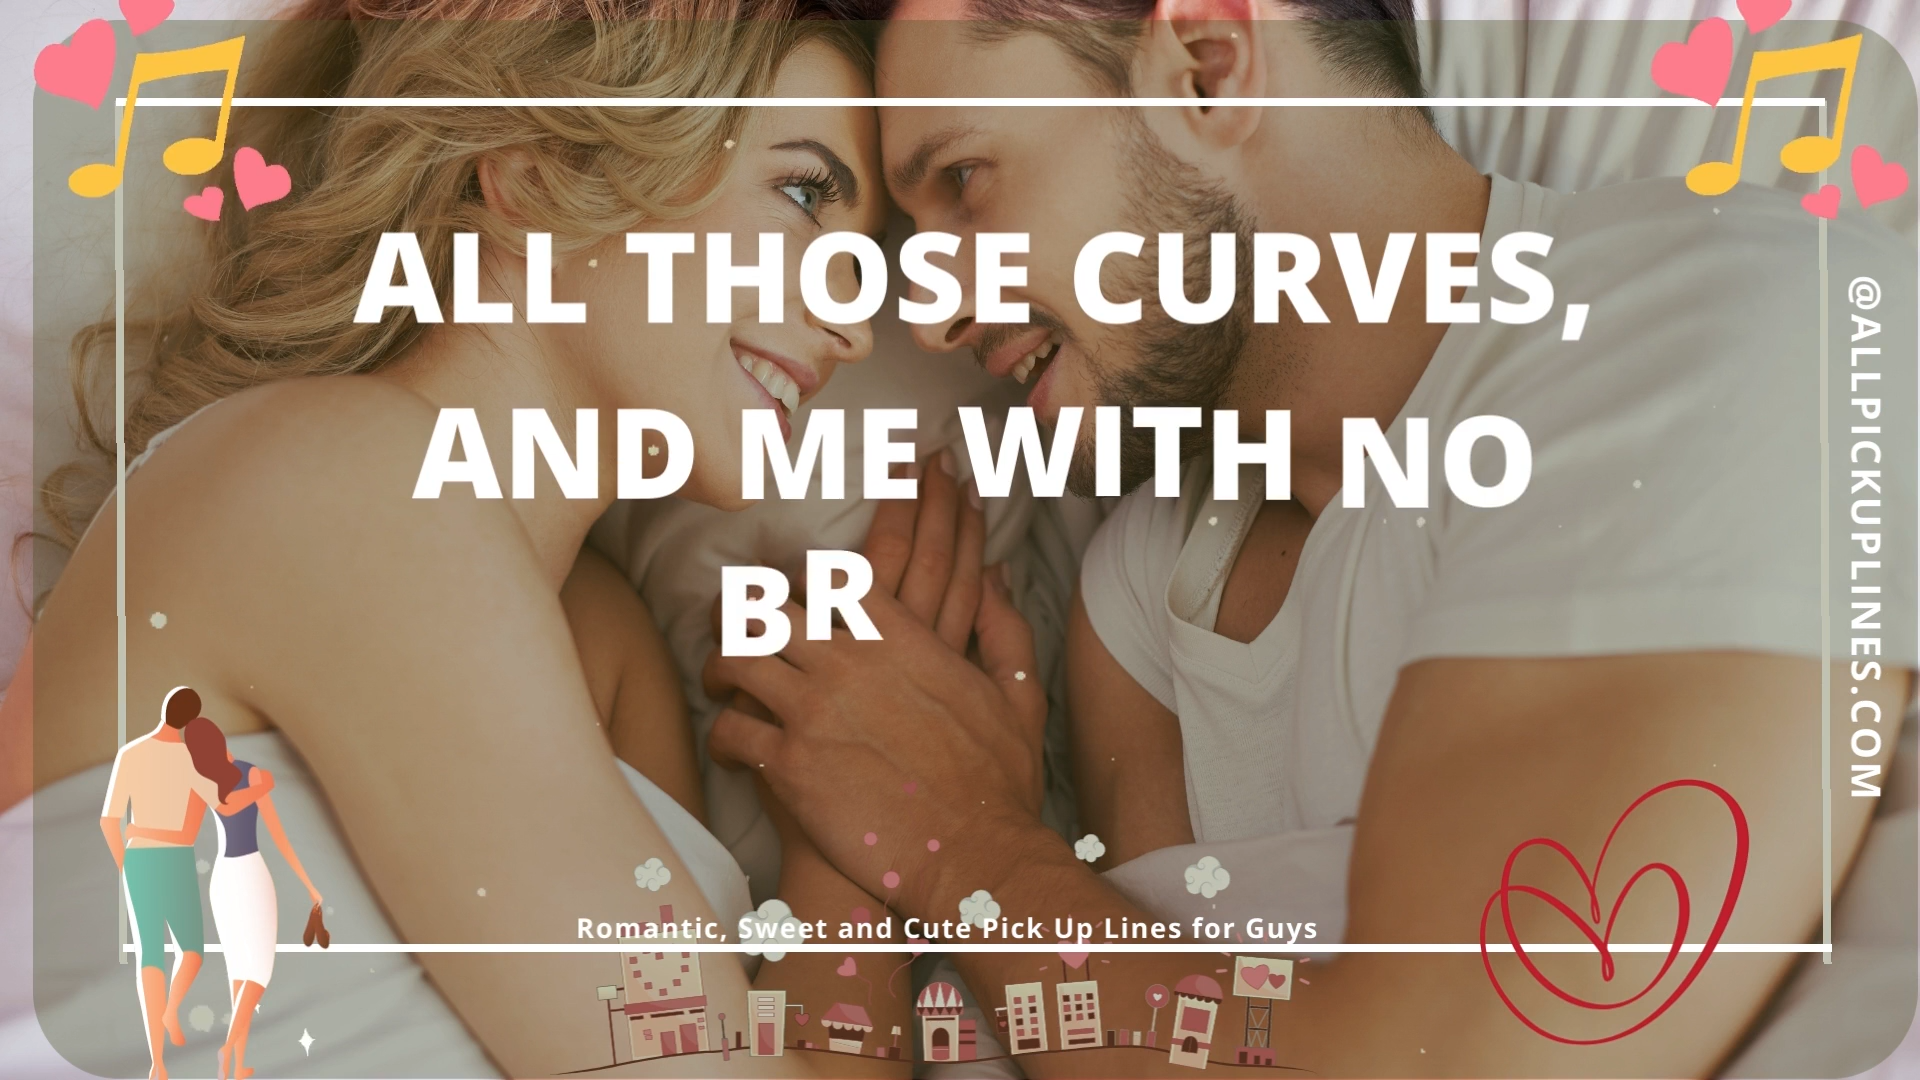 ALL THOSE CURVES,
AND ME WITH NO
BR
Romantic, Sweet and Cute Pick Up Lines for Guys
@ALLPICKUPLINES.COM